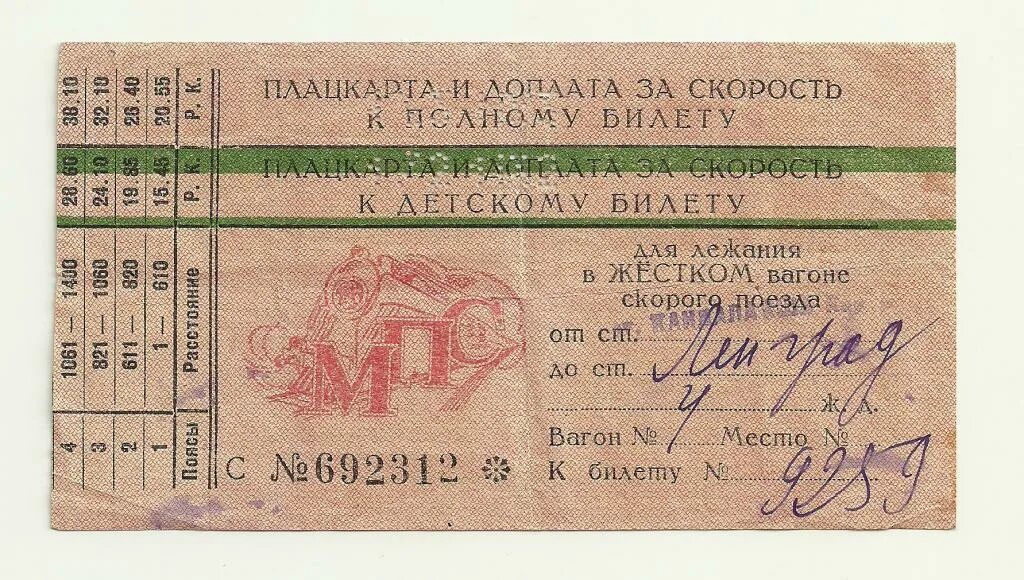 ПЛАЦКАРТА И ДОПЛАТА ЗА СКОРОСТЬ
К ПОЛНОМУ БИЛЕТУ
ПЛАЦКАРТА И ДОПЛАТА ЗА СКОРОСТЬ
К ДЕТСКОМУ БИЛЕТУ
для лежания
в ЖЁСТКОМ вагоне
скорого поезда
от ст.
до ст. Ленград
Ж. Д.
Вагон № 4 Место №
К билету № 9259
МПС
С №692312
Поясы Расстояние Р. К. Р. К.
1 1— 610 15.45 20.55
2 611— 820 19 85 26 40
3 821— 1060 24.10 32.10
4 1061— 1400 28 60 38.10